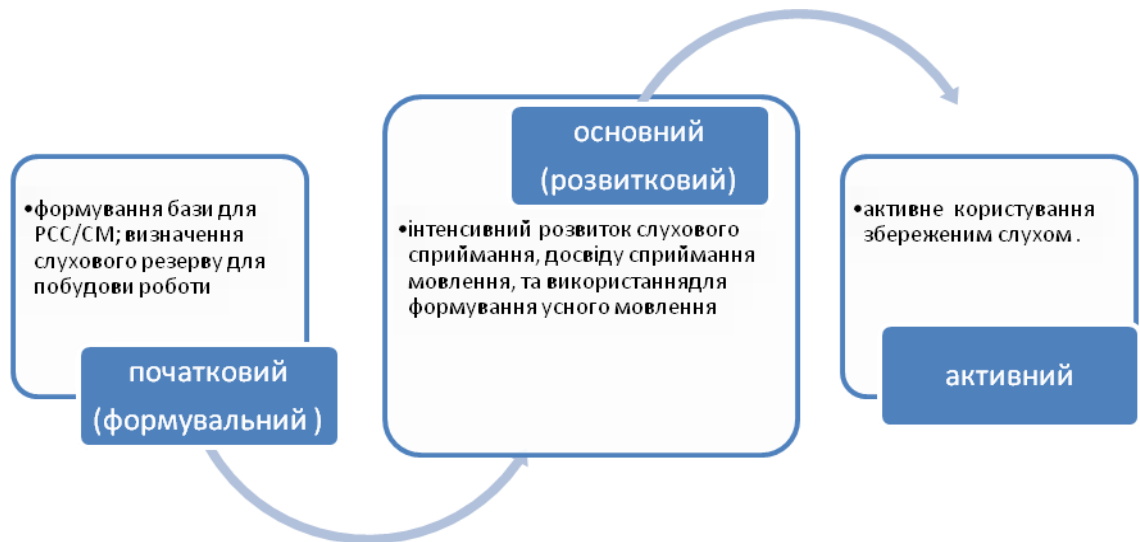 •формування бази для
РСС/СМ; визначення
слухового резерву для
побудови роботи
початковий
(формувальний )
основний
(розвитковий)
•інтенсивний розвиток слухового
сприймання, досвіду сприймання
мовлення, та використаннядля
формування усного мовлення
•активне користування
збереженим слухом .
активний